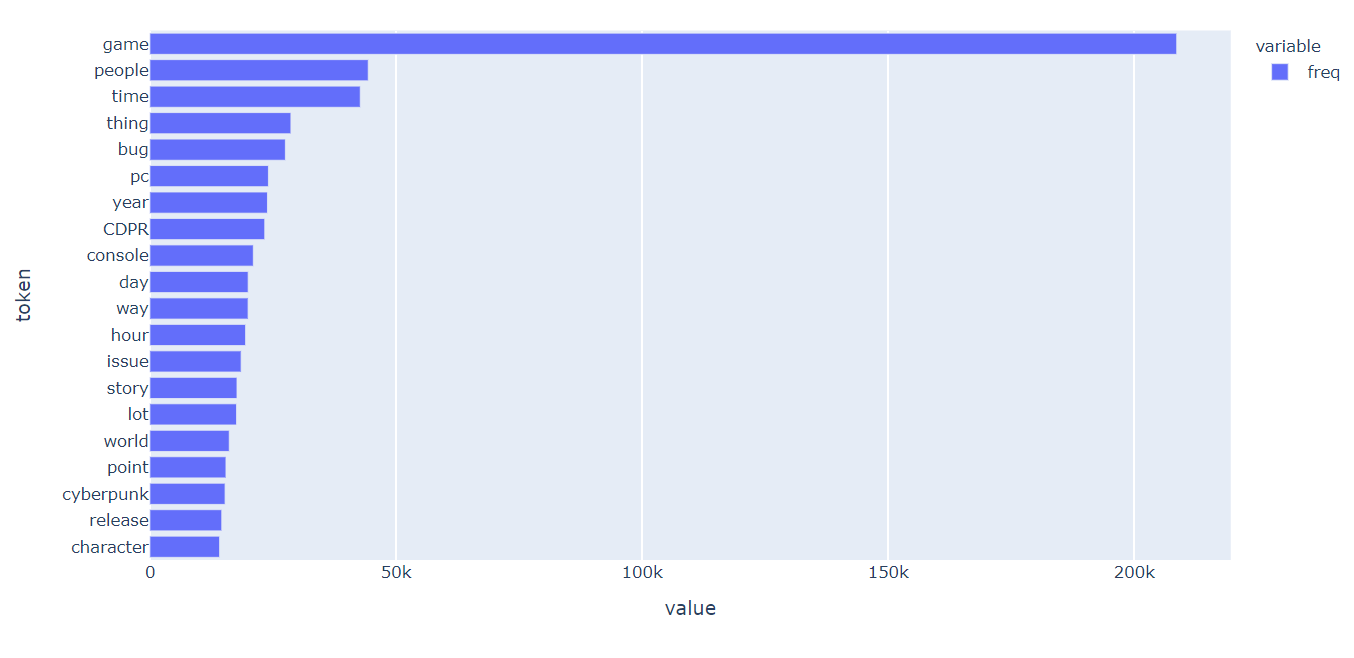 game
people
time
thing
bug
pc
year
CDPR
console
day
way
hour
issue
story
lot
world
point
cyberpunk
release
character
token
0 50k 100k 150k 200k
value
variable
freq